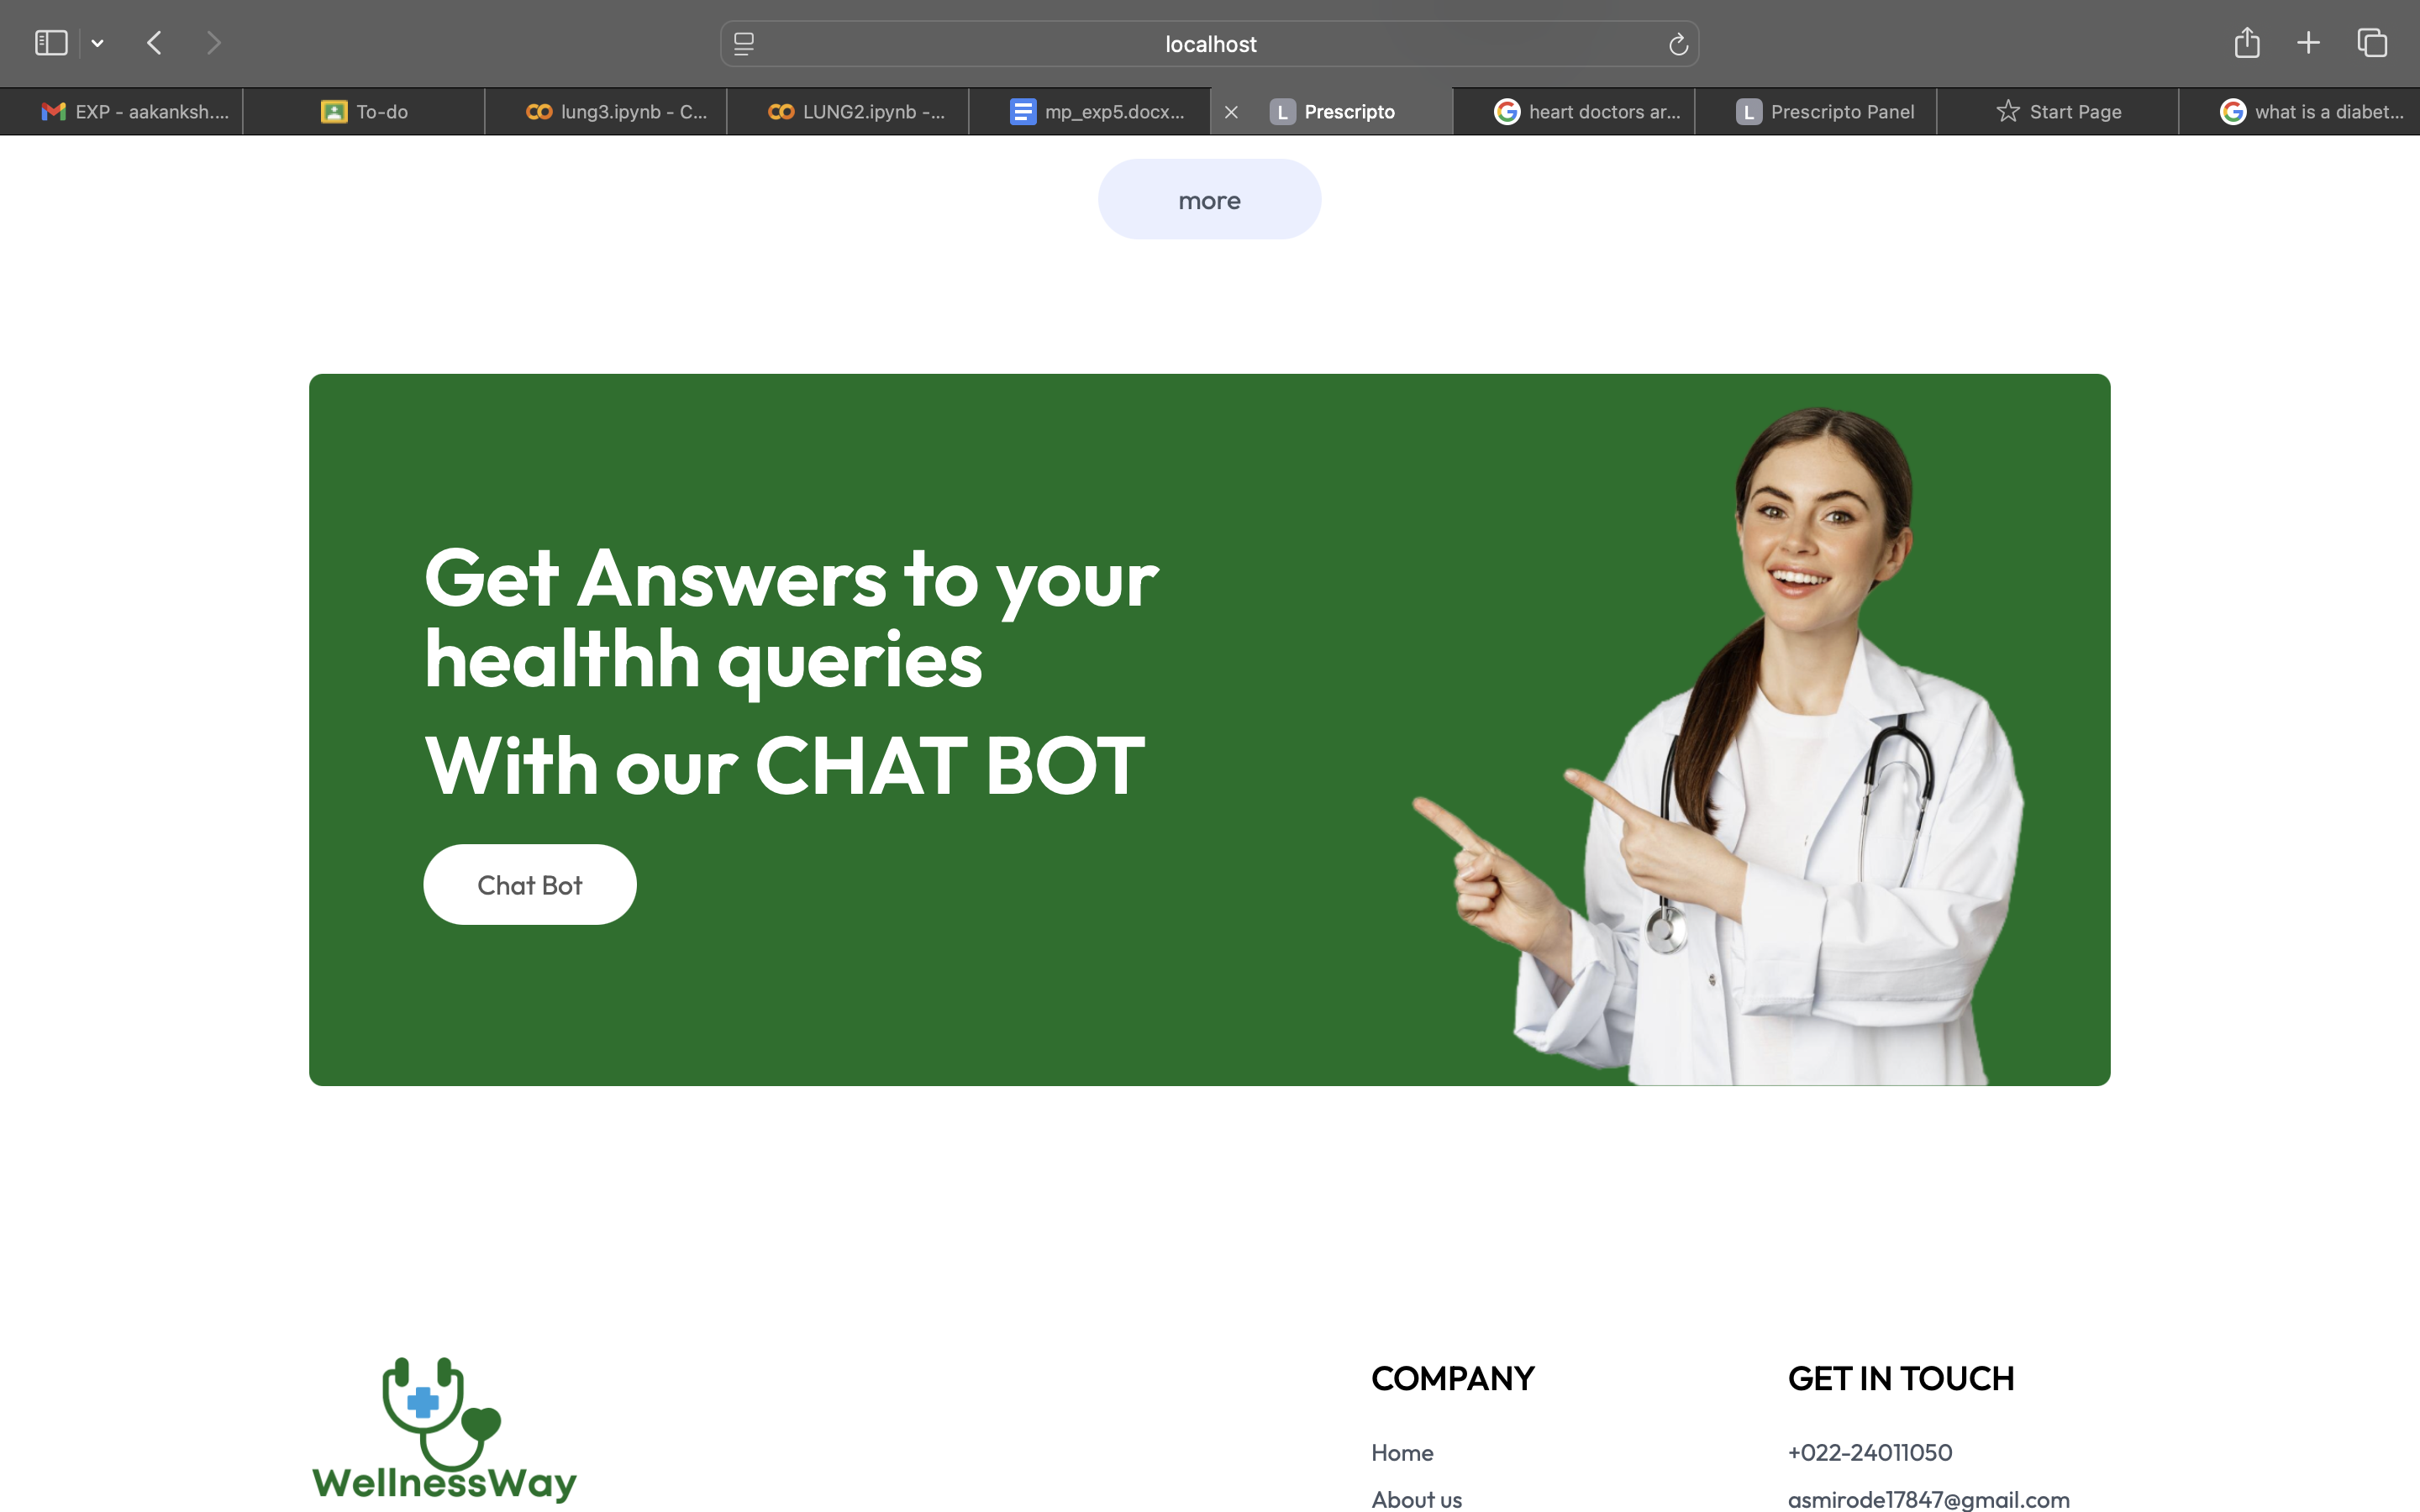 localhost
EXP - aakanksh....
To-do
lung3.ipynb - C...
LUNG2.ipynb -...
mp_exp5.docx...
L Prescripto
heart doctors ar...
L Prescripto Panel
Start Page
what is a diabet...
more
Get Answers to your
healthh queries
With our CHAT BOT
Chat Bot
WellnessWay
COMPANY
Home
About us
GET IN TOUCH
+022-24011050
asmirode17847@gmail.com